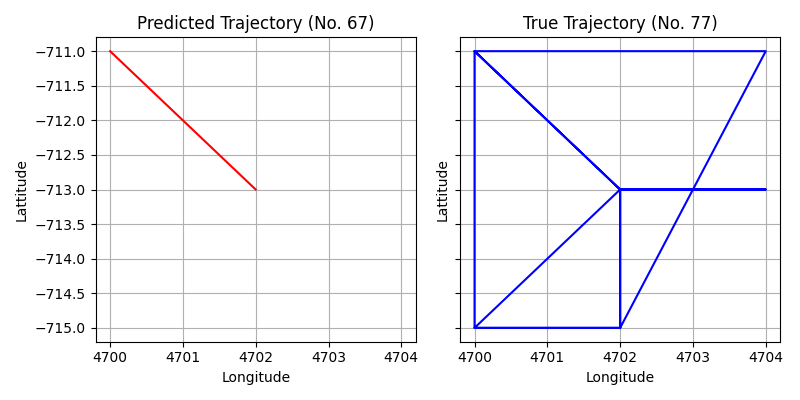 Predicted Trajectory (No. 67)
True Trajectory (No. 77)
−711.0
−711.5
−712.0
−712.5
−713.0
−713.5
−714.0
−714.5
−715.0
Lattitude
Lattitude
4700 4701 4702 4703 4704
4700 4701 4702 4703 4704
Longitude
Longitude